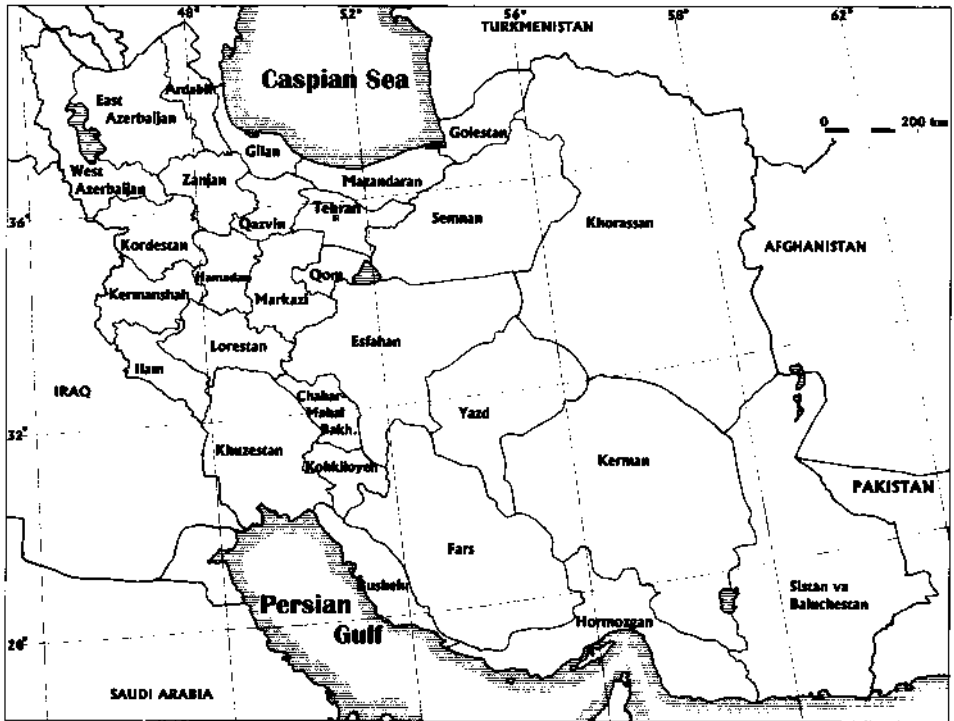 48°
52°
56°
58°
62°
TURKMENISTAN
Caspian Sea
Ardabil
East
Azerbaijan
Golestan
0 200 km
Gilan
West
Azerbaijan
Zanjan
Mazandaran
36°
Qazvin
Tehran
Semnan
Khorassan
Kordestan
AFGHANISTAN
Hamadan
Qom
Kermanshah
Markazi
Lorestan
Esfahan
Ilam
IRAQ
Chahar-
Mahal
Bakh.
Yazd
32°
Khuzestan
Kohkiloyeh
Kerman
PAKISTAN
Fars
Bushehr
Sistan va
Baluchestan
Persian
Gulf
Hormozgan
SAUDI ARABIA